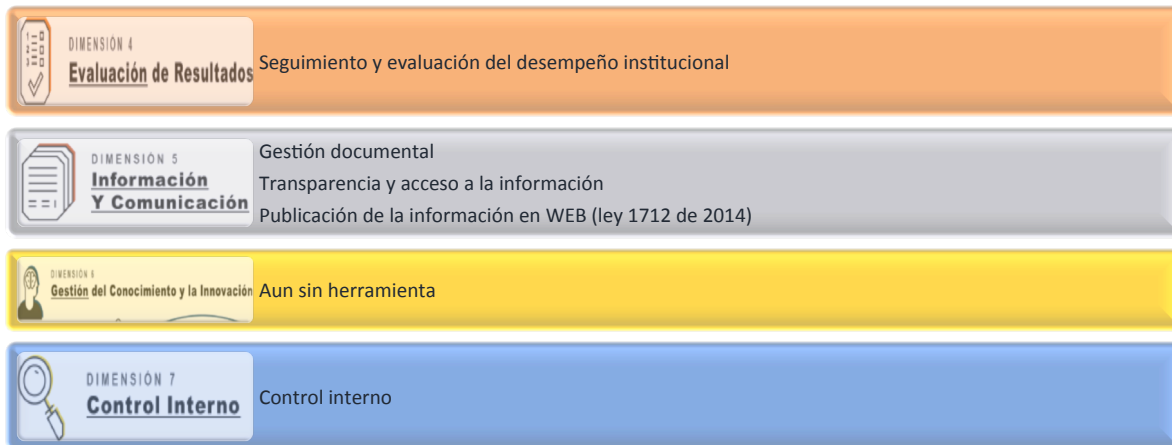 DIMENSIÓN 4
Evaluación de Resultados
Seguimiento y evaluación del desempeño institucional
DIMENSIÓN 5
Información
Y Comunicación
Gestión documental
Transparencia y acceso a la información
Publicación de la información en WEB (ley 1712 de 2014)
DIMENSIÓN 6
Gestión del Conocimiento y la Innovación
Aun sin herramienta
DIMENSIÓN 7
Control Interno
Control interno